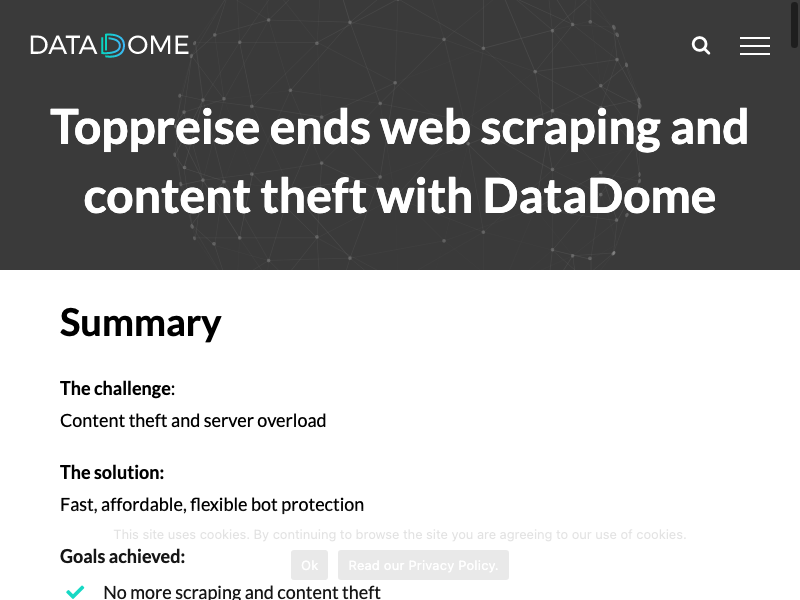 DATADOME
Toppreise ends web scraping and
content theft with DataDome
Summary
The challenge:
Content theft and server overload
The solution:
Fast, affordable, flexible bot protection
This site uses cookies. By continuing to browse the site you are agreeing to our use of cookies.
Goals achieved:
Ok Read our Privacy Policy.
No more scraping and content theft